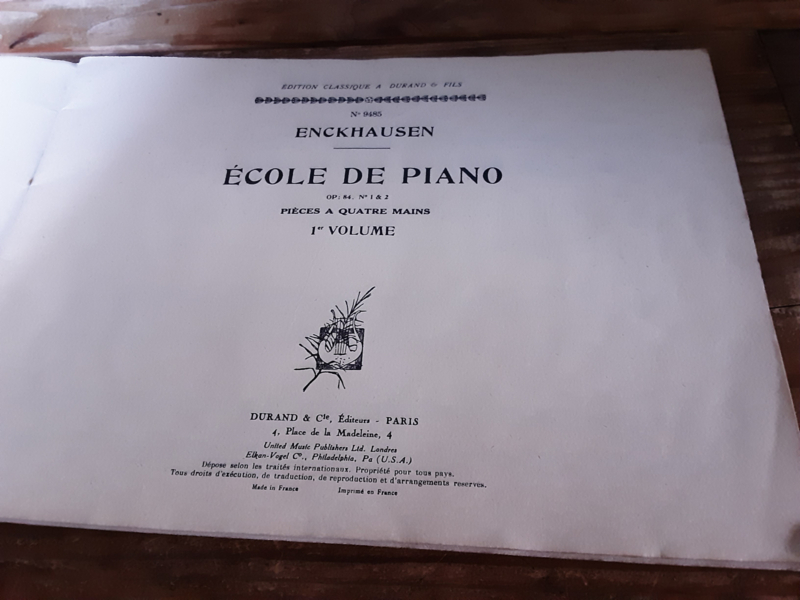 ÉDITION CLASSIQUE A DURAND & FILS
N° 9485
ENCKHAUSEN
ÉCOLE DE PIANO
OP: 84. N° 1 & 2
PIÈCES A QUATRE MAINS
1er VOLUME
DURAND & Cie, Éditeurs - PARIS
4, Place de la Madeleine, 4
United Music Publishers Ltd. Londres
Elkan-Vogel C°., Philadelphia, Pa (U.S.A.)
Déposé selon les traités internationaux. Propriété pour tous pays.
Tous droits d'exécution, de traduction, de reproduction et d'arrangements réservés.
Made in France Imprimé en France